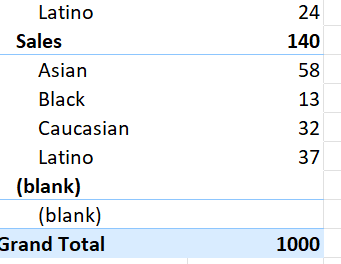 Latino 24
Sales 140
Asian 58
Black 13
Caucasian 32
Latino 37
(blank)
(blank)
Grand Total 1000